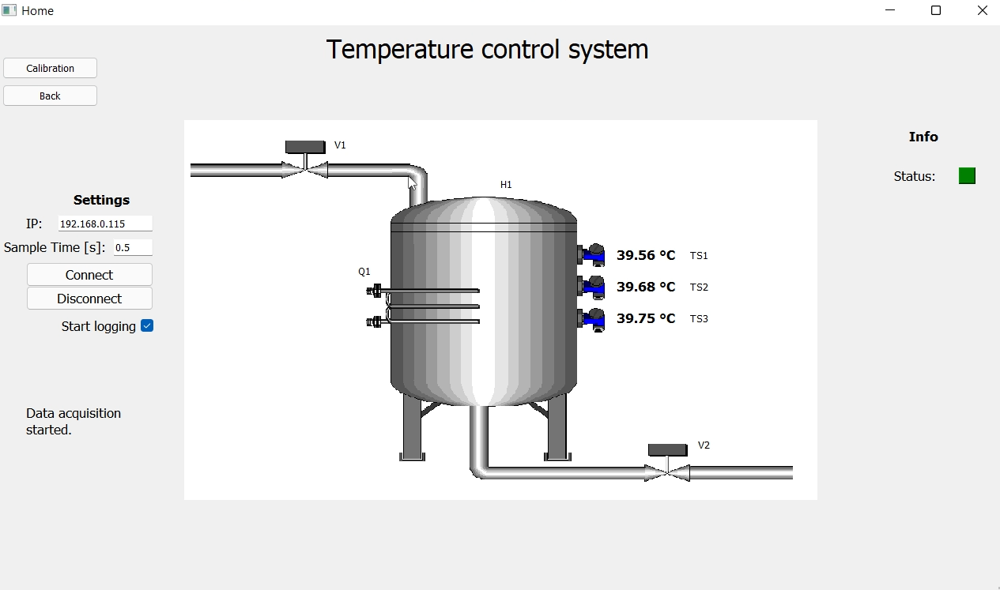 Home
Temperature control system
Calibration
Back
Info
Status:
Settings
IP: 192.168.0.115
Sample Time [s]: 0.5
Connect
Disconnect
Start logging
Data acquisition
started.
V1
H1
Q1
39.56 °C TS1
39.68 °C TS2
39.75 °C TS3
V2